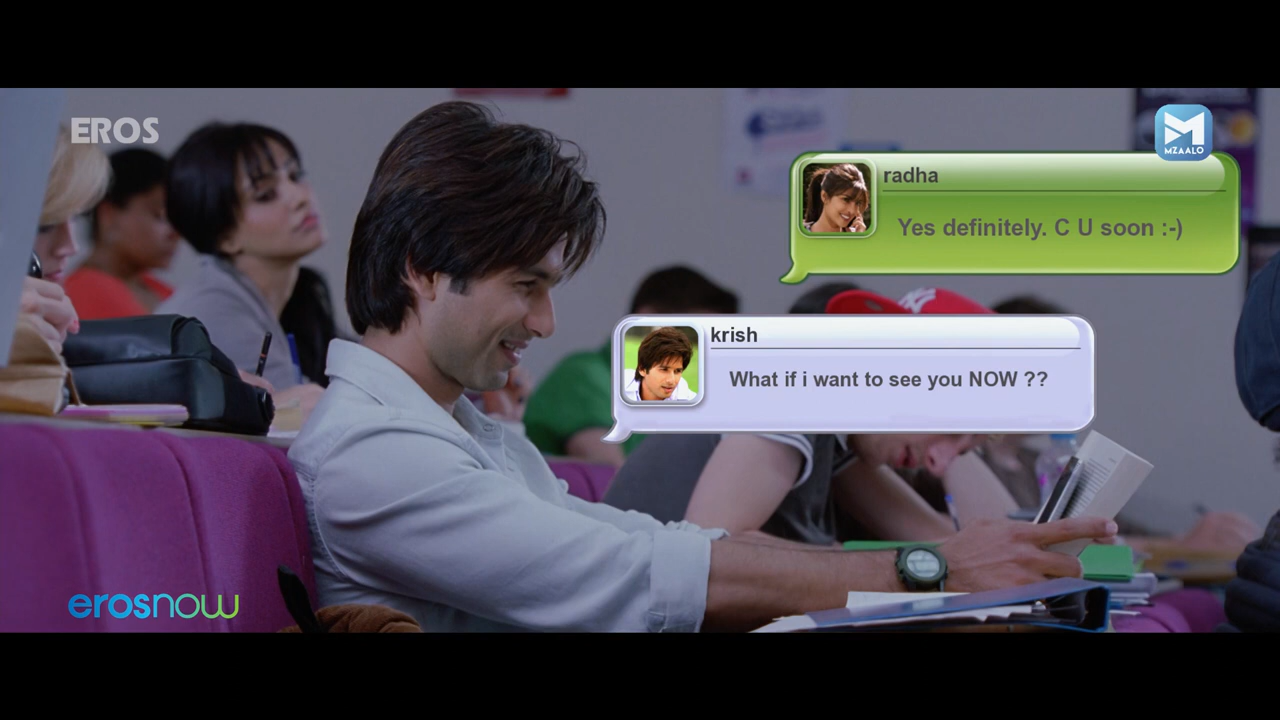 EROS
MZAALO
radha
Yes definitely. C U soon :-)
krish
What if i want to see you NOW ??
erosnow